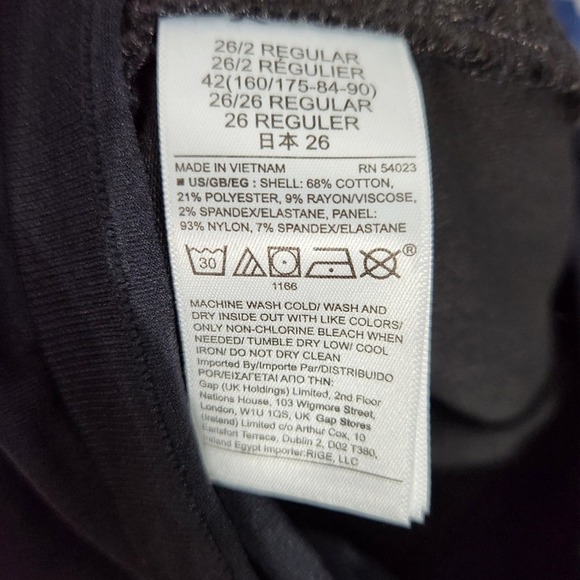 26/2 REGULAR
26/2 RÉGULIER
42(160/175-84-90)
26/26 REGULAR
26 REGULER
日本 26
MADE IN VIETNAM RN 54023
■ US/GB/EG : SHELL: 68% COTTON,
21% POLYESTER, 9% RAYON/VISCOSE,
2% SPANDEX/ELASTANE, PANEL:
93% NYLON, 7% SPANDEX/ELASTANE
30 ®
1166
MACHINE WASH COLD/ WASH AND
DRY INSIDE OUT WITH LIKE COLORS/
ONLY NON-CHLORINE BLEACH WHEN
NEEDED/ TUMBLE DRY LOW/ COOL
IRON/ DO NOT DRY CLEAN
Imported By/Importe Par/DISTRIBUIDO
POR/ΕΙΣΑΓΕΤΑΙ ΑΠΟ ΤΗΝ:
Gap (UK Holdings) Limited, 2nd Floor
Nations House, 103 Wigmore Street,
London, W1U 1QS, UK Gap Stores
(Ireland) Limited c/o Arthur Cox, 10
Earlsfort Terrace, Dublin 2, D02 T380,
Ireland Egypt Importer:RIGE, LLC